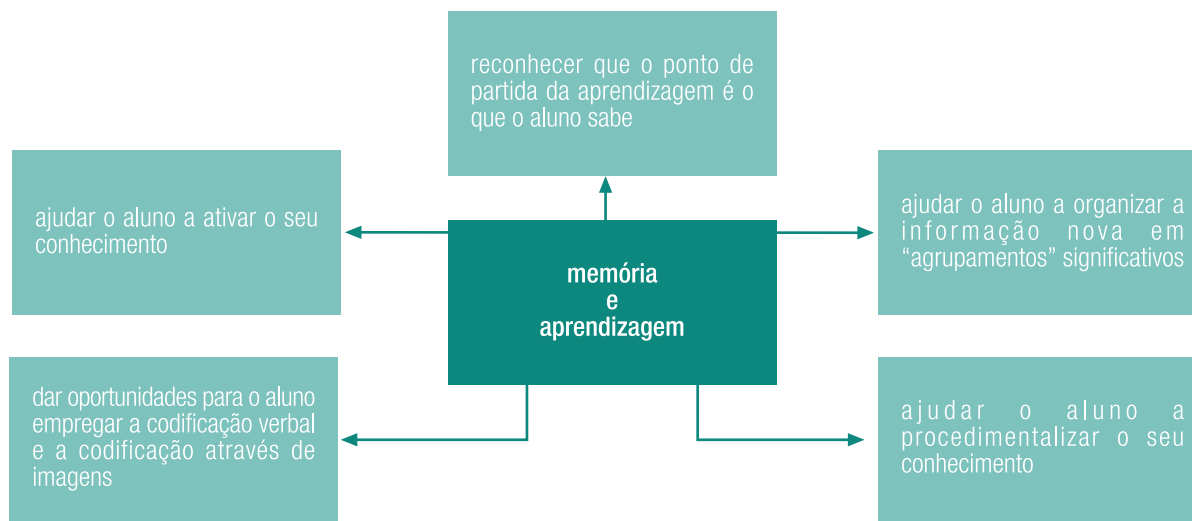 reconhecer que o ponto de
partida da aprendizagem é o
que o aluno sabe
ajudar o aluno a ativar o seu
conhecimento
ajudar o aluno a organizar a
informação nova em
“agrupamentos” significativos
memória
e
aprendizagem
dar oportunidades para o aluno
empregar a codificação verbal
e a codificação através de
imagens
ajudar o aluno a
procedimentalizar o seu
conhecimento